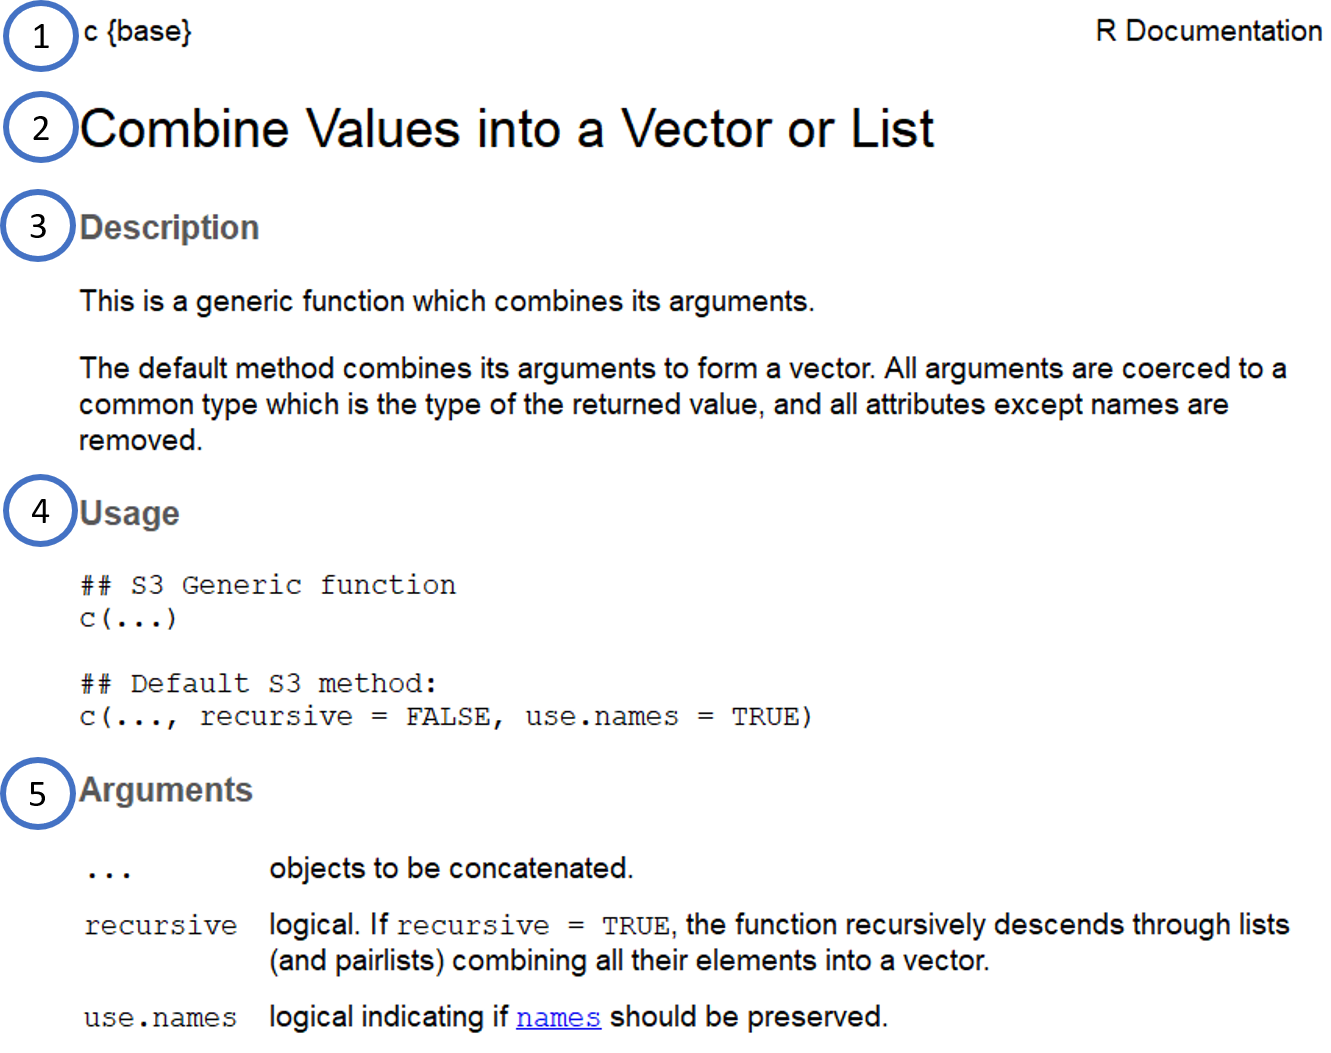 1 c {base} R Documentation
2 Combine Values into a Vector or List
3 Description
This is a generic function which combines its arguments.
The default method combines its arguments to form a vector. All arguments are coerced to a
common type which is the type of the returned value, and all attributes except names are
removed.
4 Usage
## S3 Generic function
c(...)
## Default S3 method:
c(..., recursive = FALSE, use.names = TRUE)
5 Arguments
... objects to be concatenated.
recursive logical. If recursive = TRUE, the function recursively descends through lists
(and pairlists) combining all their elements into a vector.
use.names logical indicating if names should be preserved.